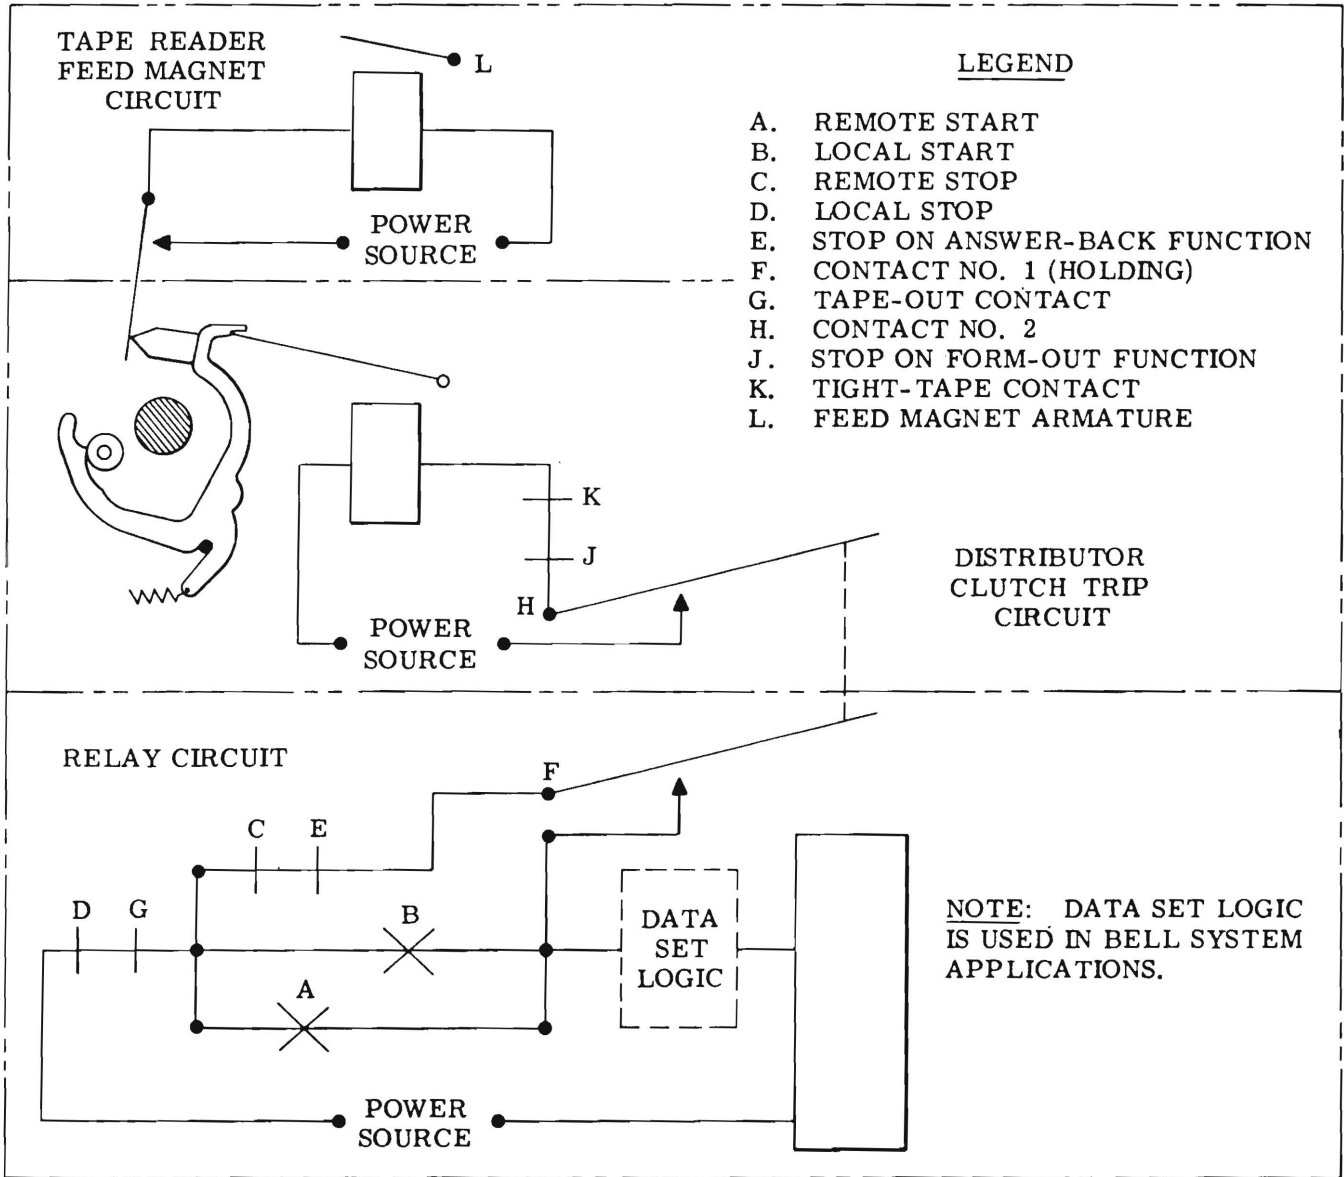 TAPE READER
FEED MAGNET
CIRCUIT
L
POWER
SOURCE
LEGEND
A. REMOTE START
B. LOCAL START
C. REMOTE STOP
D. LOCAL STOP
E. STOP ON ANSWER-BACK FUNCTION
F. CONTACT NO. 1 (HOLDING)
G. TAPE-OUT CONTACT
H. CONTACT NO. 2
J. STOP ON FORM-OUT FUNCTION
K. TIGHT-TAPE CONTACT
L. FEED MAGNET ARMATURE
K
J
H
POWER
SOURCE
DISTRIBUTOR
CLUTCH TRIP
CIRCUIT
RELAY CIRCUIT
F
C E
D G
B
A
DATA
SET
LOGIC
POWER
SOURCE
NOTE: DATA SET LOGIC
IS USED IN BELL SYSTEM
APPLICATIONS.